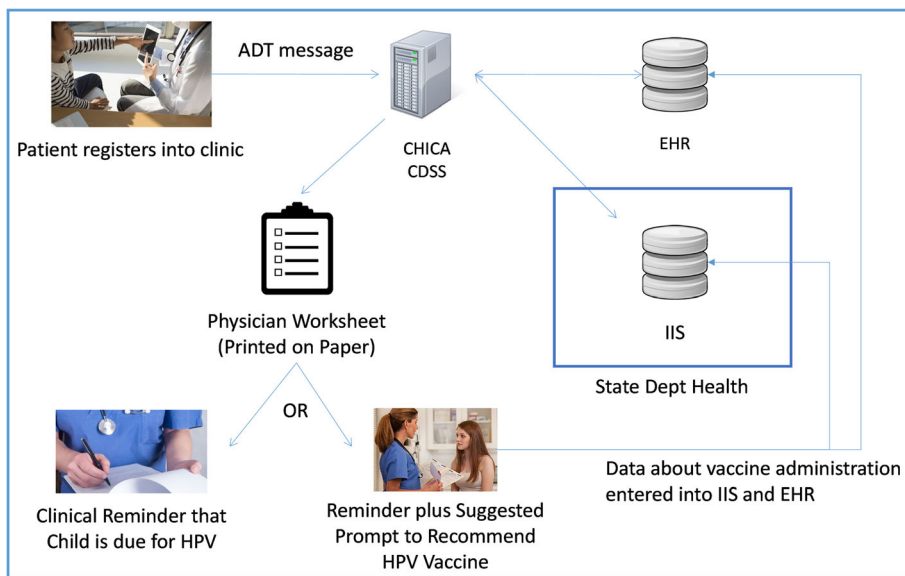 ADT message
Patient registers into clinic
CHICA
CDSS
EHR
Physician Worksheet
(Printed on Paper)
IIS
State Dept Health
OR
Clinical Reminder that
Child is due for HPV
Reminder plus Suggested
Prompt to Recommend
HPV Vaccine
Data about vaccine administration
entered into IIS and EHR